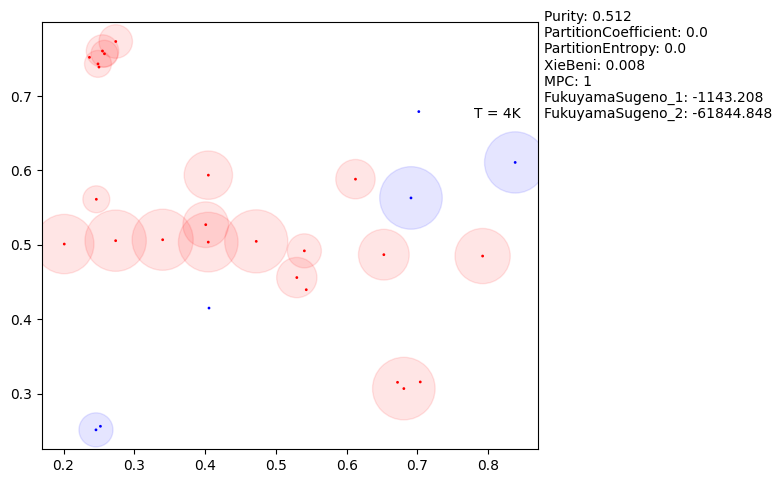 Purity: 0.512
PartitionCoefficient: 0.0
PartitionEntropy: 0.0
XieBeni: 0.008
MPC: 1
FukuyamaSugeno_1: -1143.208
FukuyamaSugeno_2: -61844.848
T = 4K
0.7
0.6
0.5
0.4
0.3
0.2 0.3 0.4 0.5 0.6 0.7 0.8